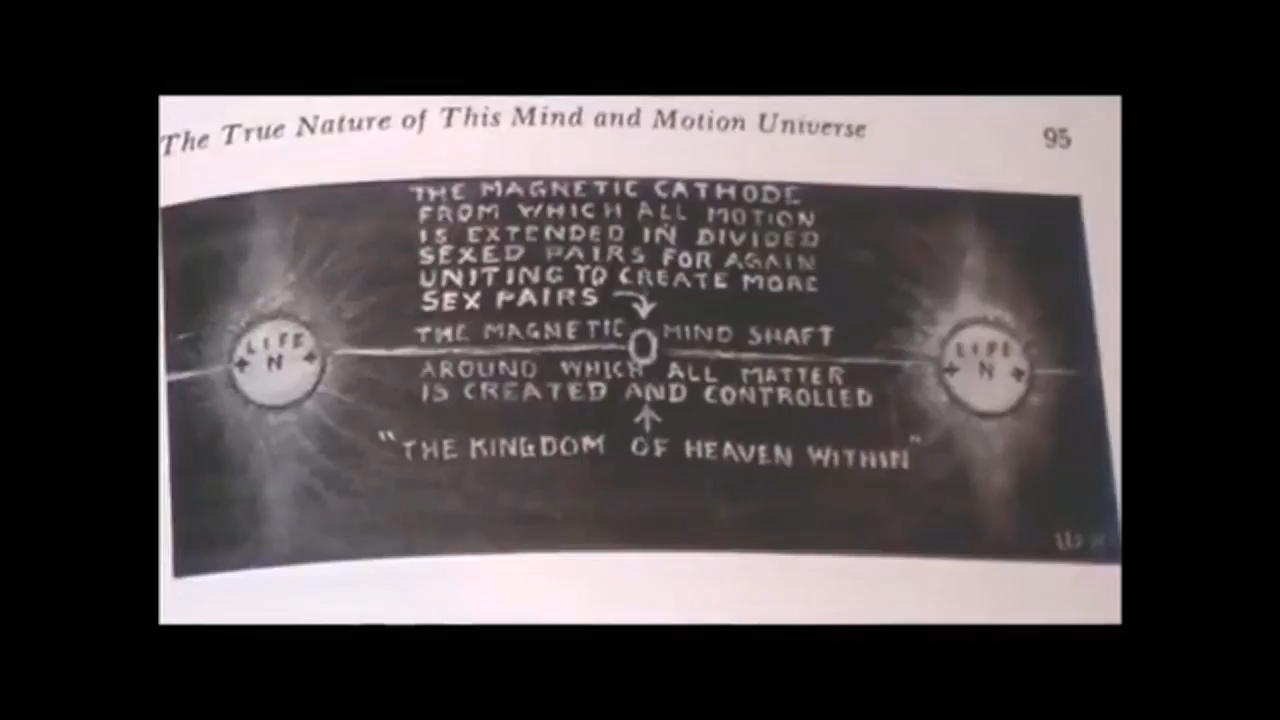 The True Nature of This Mind and Motion Universe 95
THE MAGNETIC CATHODE
FROM WHICH ALL MOTION
IS EXTENDED IN DIVIDED
SEXED PAIRS FOR AGAIN
UNITING TO CREATE MORE
SEX PAIRS
THE MAGNETIC O MIND SHAFT
AROUND WHICH ALL MATTER
IS CREATED AND CONTROLLED
"THE KINGDOM OF HEAVEN WITHIN"
LIFE
+ N +
LIFE
+ N +